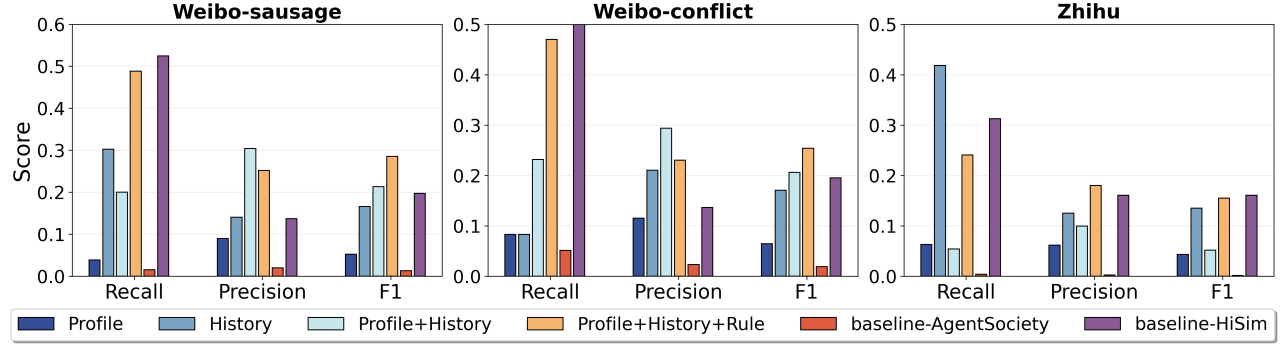 Weibo-sausage
Weibo-conflict
Zhihu
Score
0.6
0.5
0.4
0.3
0.2
0.1
0.0
Recall
Precision
F1
0.5
0.4
0.3
0.2
0.1
0.0
Recall
Precision
F1
0.5
0.4
0.3
0.2
0.1
0.0
Recall
Precision
F1
Profile
History
Profile+History
Profile+History+Rule
baseline-AgentSociety
baseline-HiSim